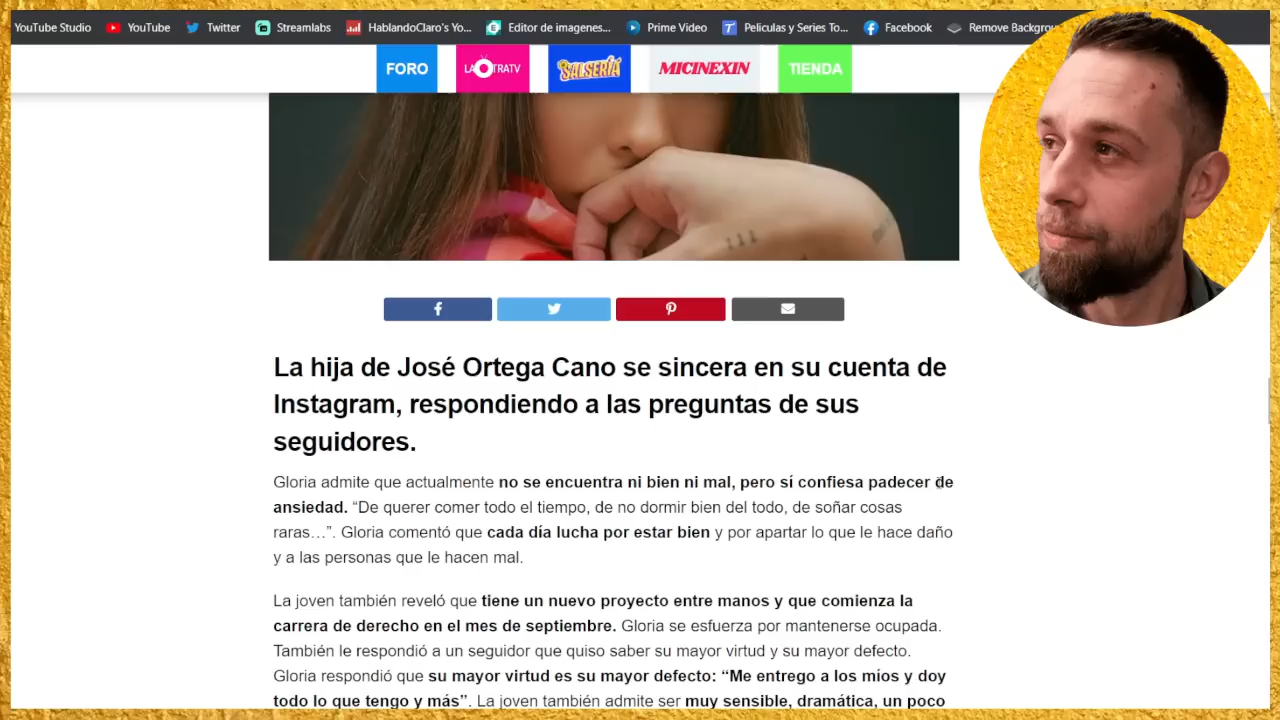 YouTube Studio YouTube Twitter Streamlabs HablandoClaro's Yo... Editor de imagenes... Prime Video Peliculas y Series To... Facebook Remove Backgrou
FORO LA OTRATV SALSERÍA MICINEXIN TIENDA
La hija de José Ortega Cano se sincera en su cuenta de
Instagram, respondiendo a las preguntas de sus
seguidores.
Gloria admite que actualmente no se encuentra ni bien ni mal, pero sí confiesa padecer de
ansiedad. “De querer comer todo el tiempo, de no dormir bien del todo, de soñar cosas
raras…”. Gloria comentó que cada día lucha por estar bien y por apartar lo que le hace daño
y a las personas que le hacen mal.
La joven también reveló que tiene un nuevo proyecto entre manos y que comienza la
carrera de derecho en el mes de septiembre. Gloria se esfuerza por mantenerse ocupada.
También le respondió a un seguidor que quiso saber su mayor virtud y su mayor defecto.
Gloria respondió que su mayor virtud es su mayor defecto: “Me entrego a los míos y doy
todo lo que tengo y más”. La joven también admite ser muy sensible, dramática, un poco